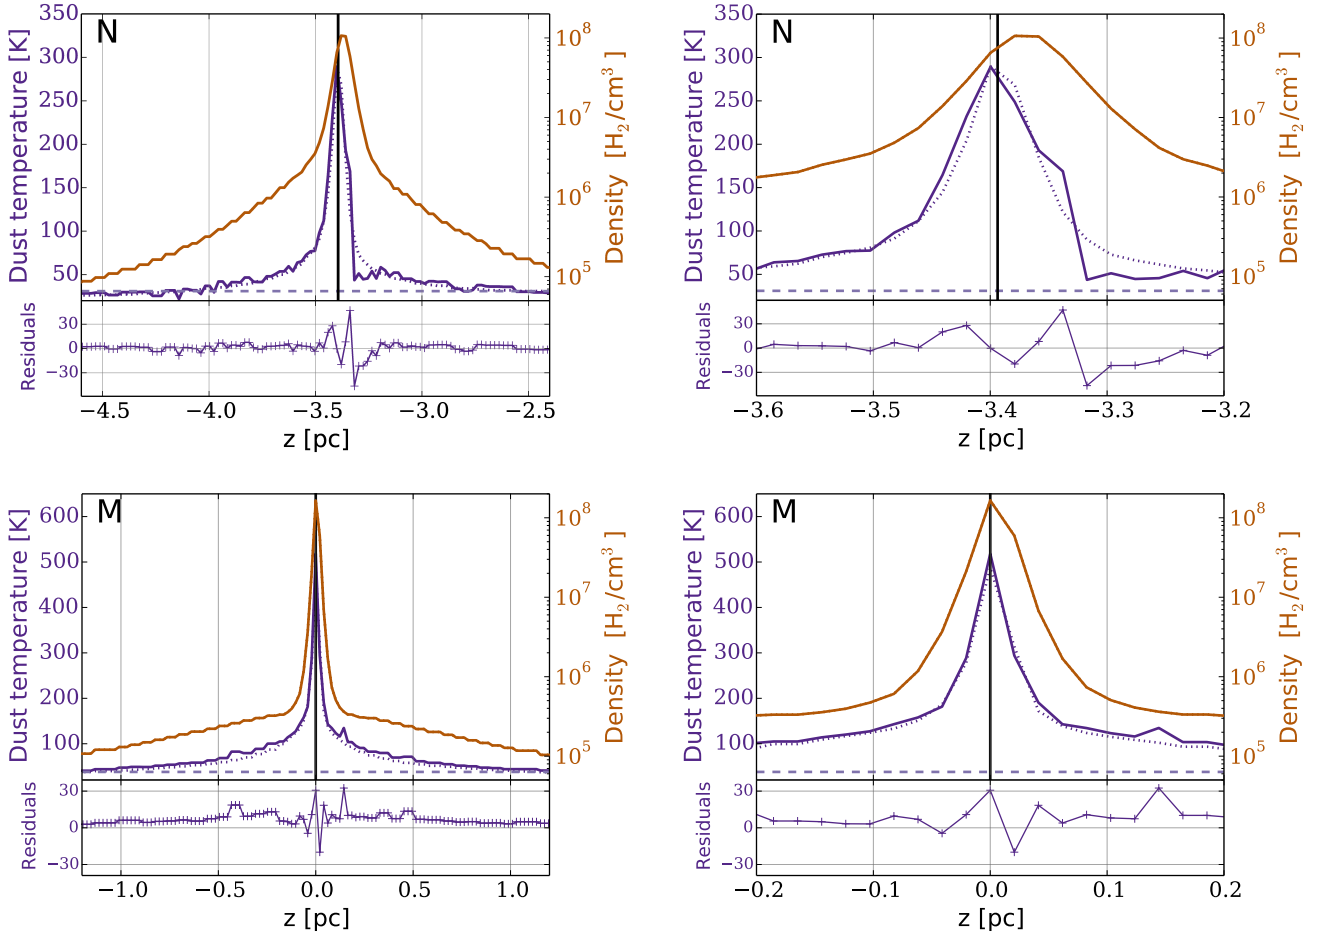 N
350
300
250
200
150
100
50
Dust temperature [K]
10^8
10^7
10^6
10^5
Density [H_2/cm^3 ]
30
0
−30
Residuals
−4.5 −4.0 −3.5 −3.0 −2.5
z [pc]
N
350
300
250
200
150
100
50
Dust temperature [K]
10^8
10^7
10^6
10^5
Density [H_2/cm^3 ]
30
0
−30
Residuals
−3.6 −3.5 −3.4 −3.3 −3.2
z [pc]
M
600
500
400
300
200
100
Dust temperature [K]
10^8
10^7
10^6
10^5
Density [H_2/cm^3 ]
30
0
−30
Residuals
−1.0 −0.5 0.0 0.5 1.0
z [pc]
M
600
500
400
300
200
100
Dust temperature [K]
10^8
10^7
10^6
10^5
Density [H_2/cm^3 ]
30
0
−30
Residuals
−0.2 −0.1 0.0 0.1 0.2
z [pc]